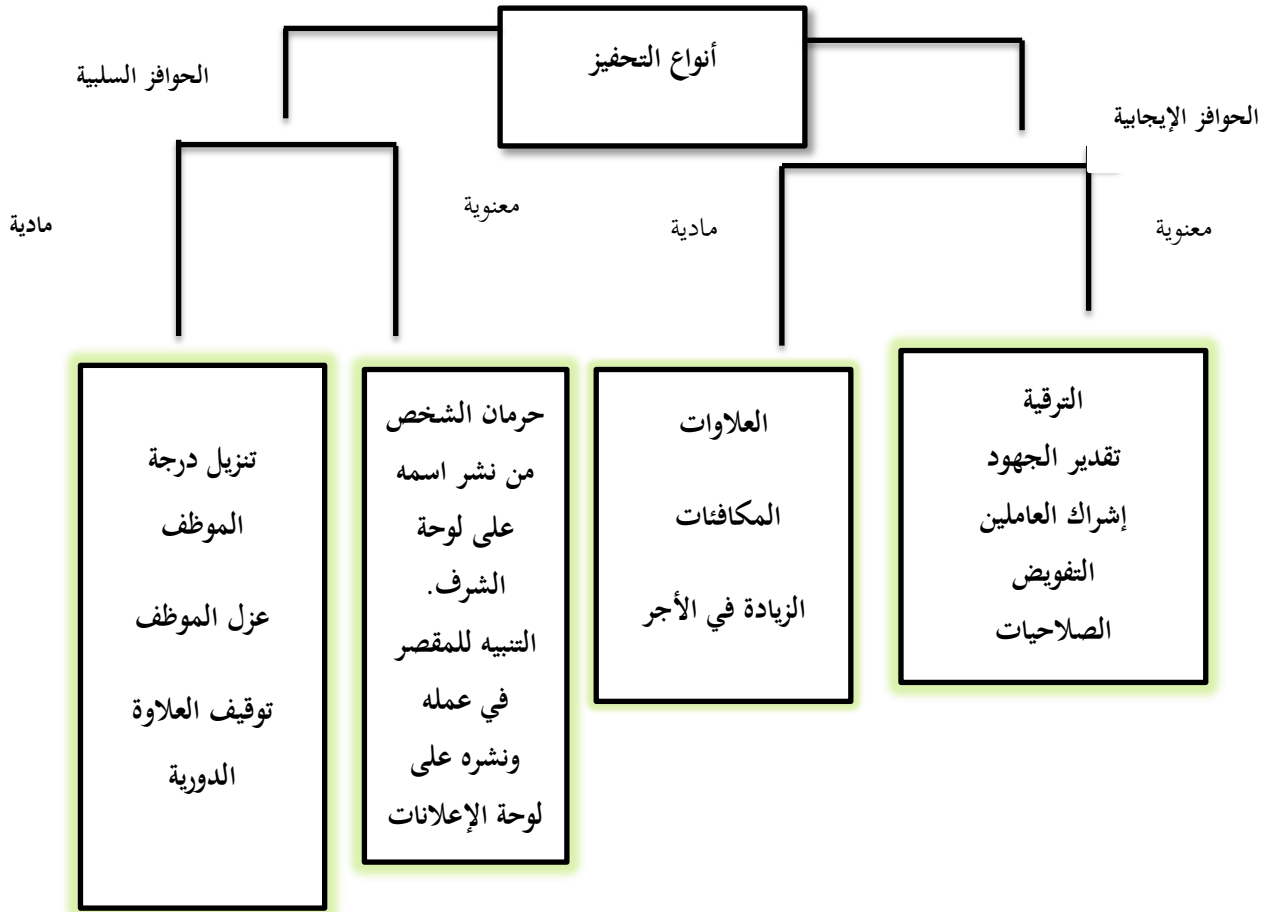 أنواع التحفيز
الحوافز الإيجابية
الحوافز السلبية
معنوية
مادية
معنوية
مادية
الترقية
تقدير الجهود
إشراك العاملين
التفويض
الصلاحيات
العلاوات
المكافئات
الزيادة في الأجر
حرمان الشخص
من نشر اسمه
على لوحة
الشرف.
التنبيه للمقصر
في عمله
ونشره على
لوحة الإعلانات
تنزيل درجة
الموظف
عزل الموظف
توقيف العلاوة
الدورية